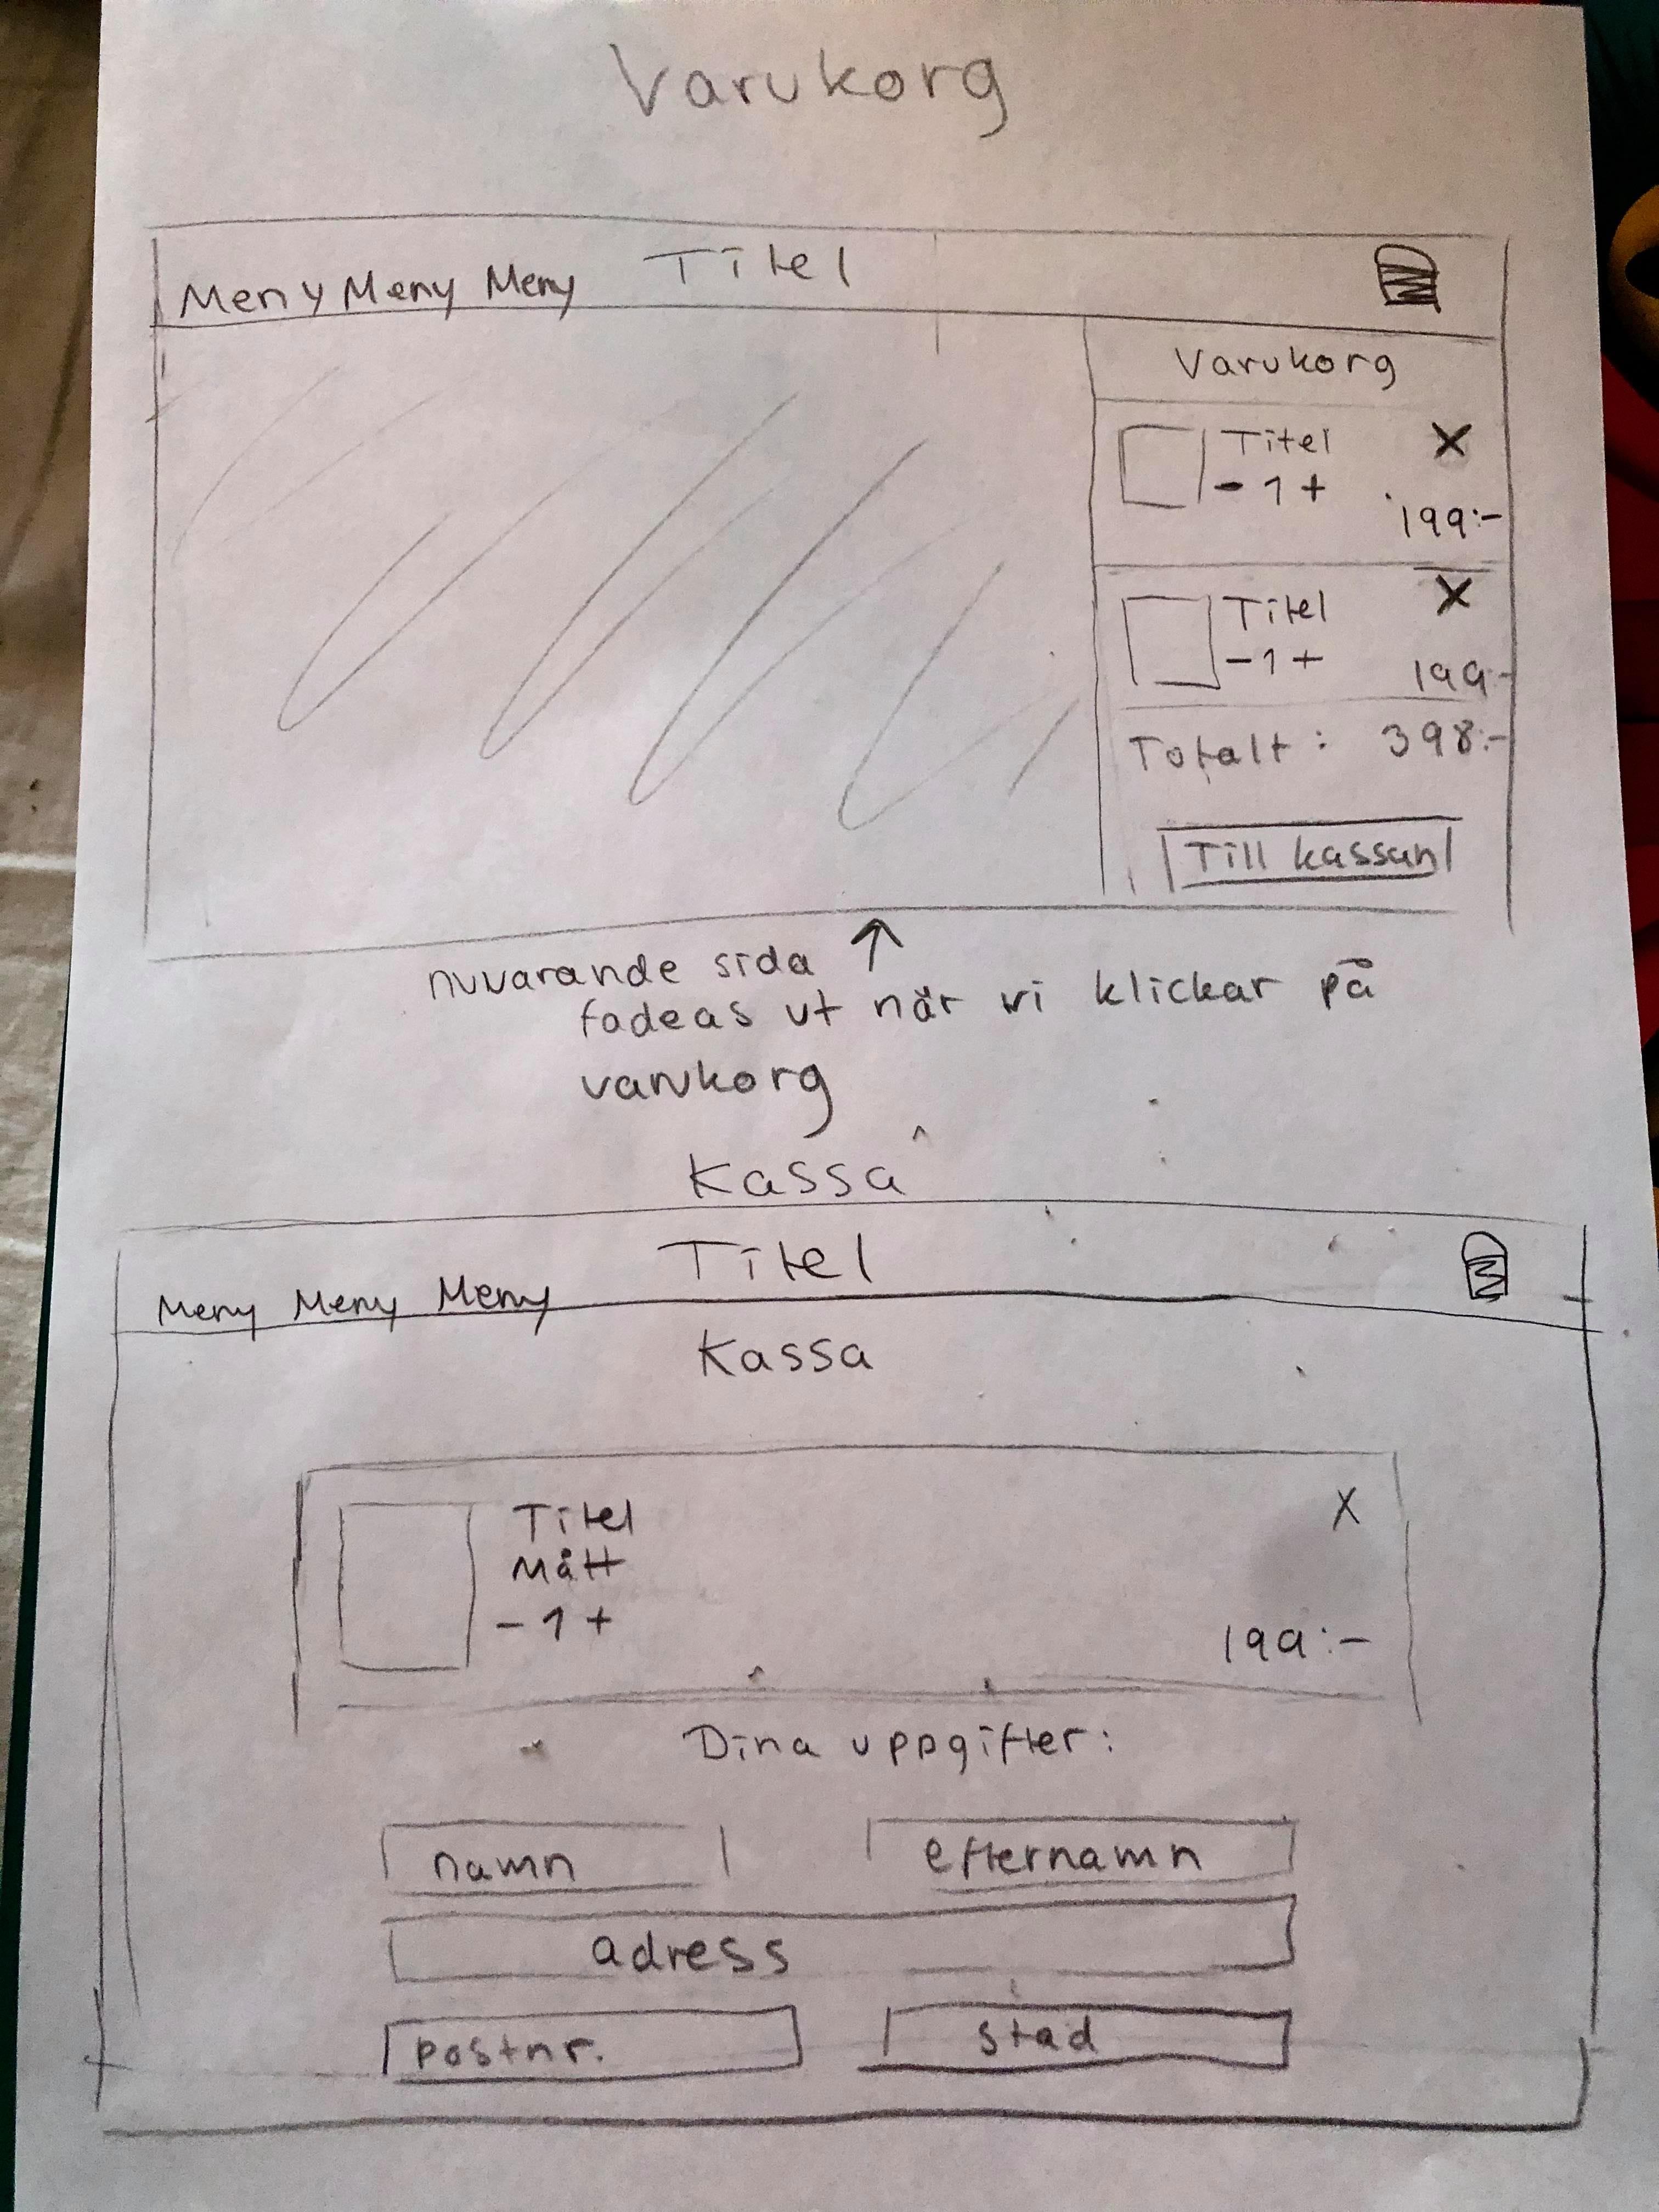 Varukorg
Meny Meny Meny Titel
Varukorg
Titel X
- 1 +
199:-
Titel X
- 1 +
199:-
Totalt: 398:-
Till kassan
nuvarande sida ↑
fadeas ut när vi klickar på
varukorg
Kassa
Titel
Meny Meny Meny
Kassa
Titel X
Mått
- 1 +
199:-
Dina uppgifter:
namn efternamn
adress
postnr. stad